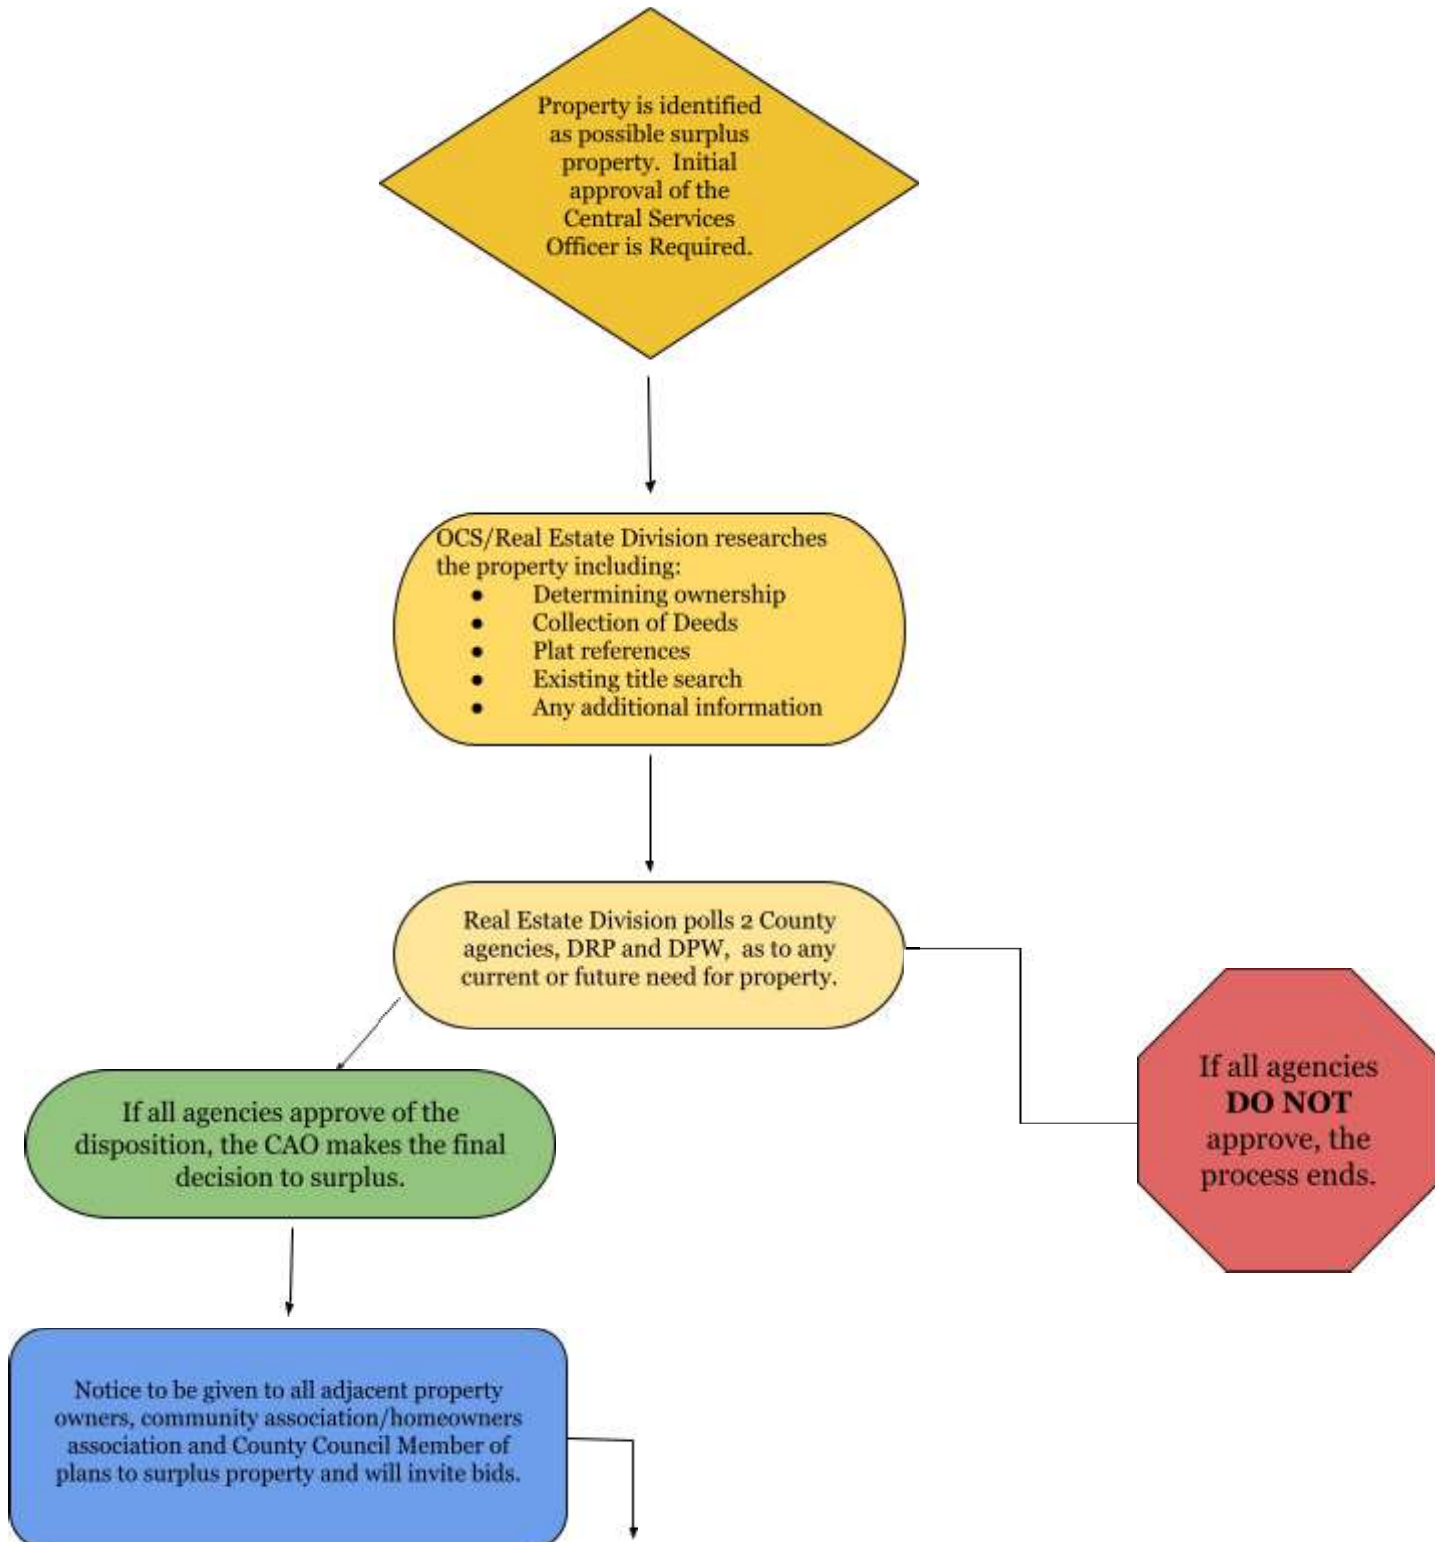 Property is identified
as possible surplus
property.  Initial
approval of the
Central Services
Officer is Required.
OCS/Real Estate Division researches
the property including:
● Determining ownership
● Collection of Deeds
● Plat references
● Existing title search
● Any additional information
Real Estate Division polls 2 County
agencies, DRP and DPW,  as to any
current or future need for property.
If all agencies
DO NOT
approve, the
process ends.
If all agencies approve of the
disposition, the CAO makes the final
decision to surplus.
Notice to be given to all adjacent property
owners, community association/homeowners
association and County Council Member of
plans to surplus property and will invite bids.